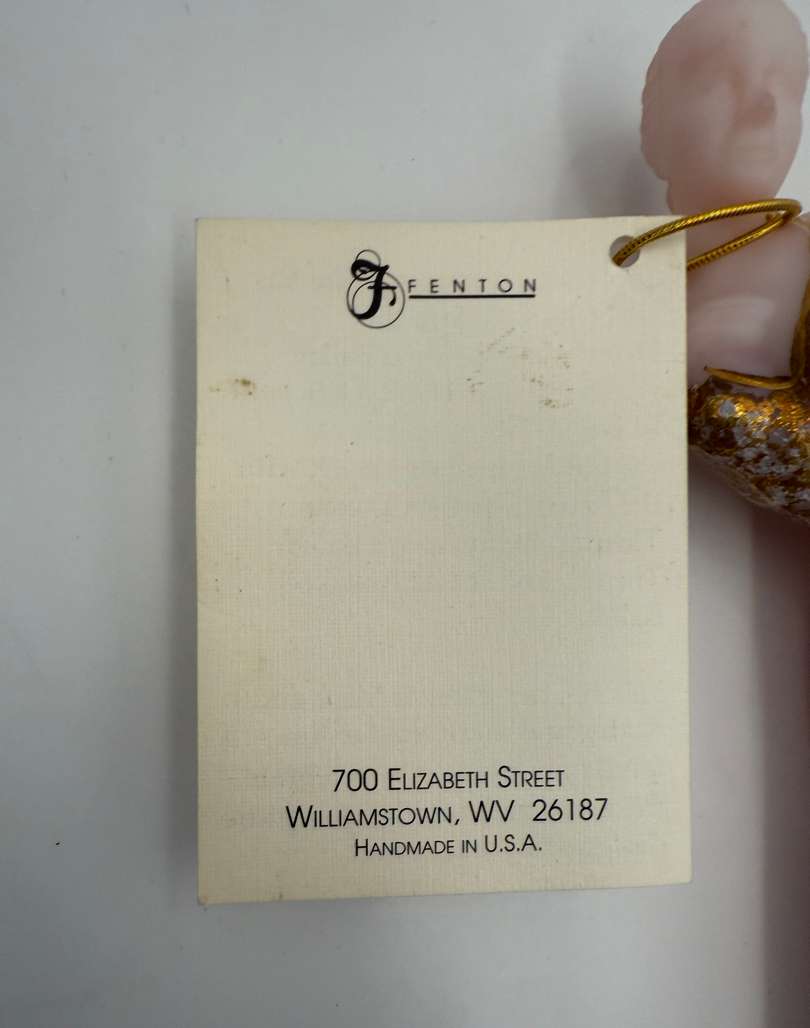 F FENTON
700 ELIZABETH STREET
WILLIAMSTOWN, WV 26187
HANDMADE IN U.S.A.